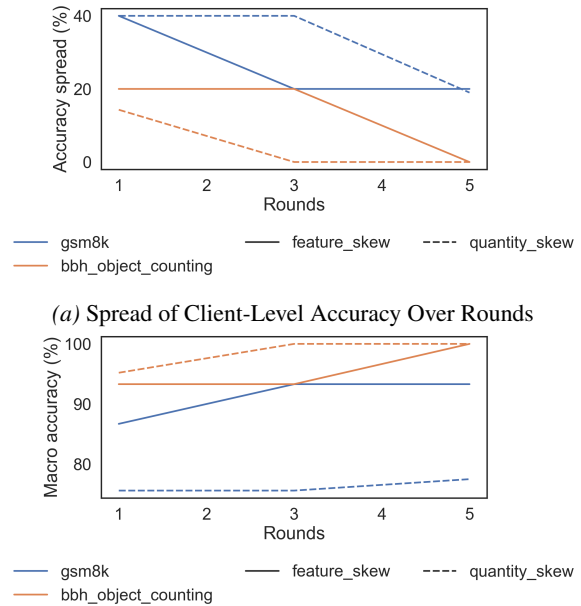 Accuracy spread (%)
40
20
0
1 2 3 4 5
Rounds
gsm8k feature_skew quantity_skew
bbh_object_counting
(a) Spread of Client-Level Accuracy Over Rounds
Macro accuracy (%)
100
90
80
1 2 3 4 5
Rounds
gsm8k feature_skew quantity_skew
bbh_object_counting